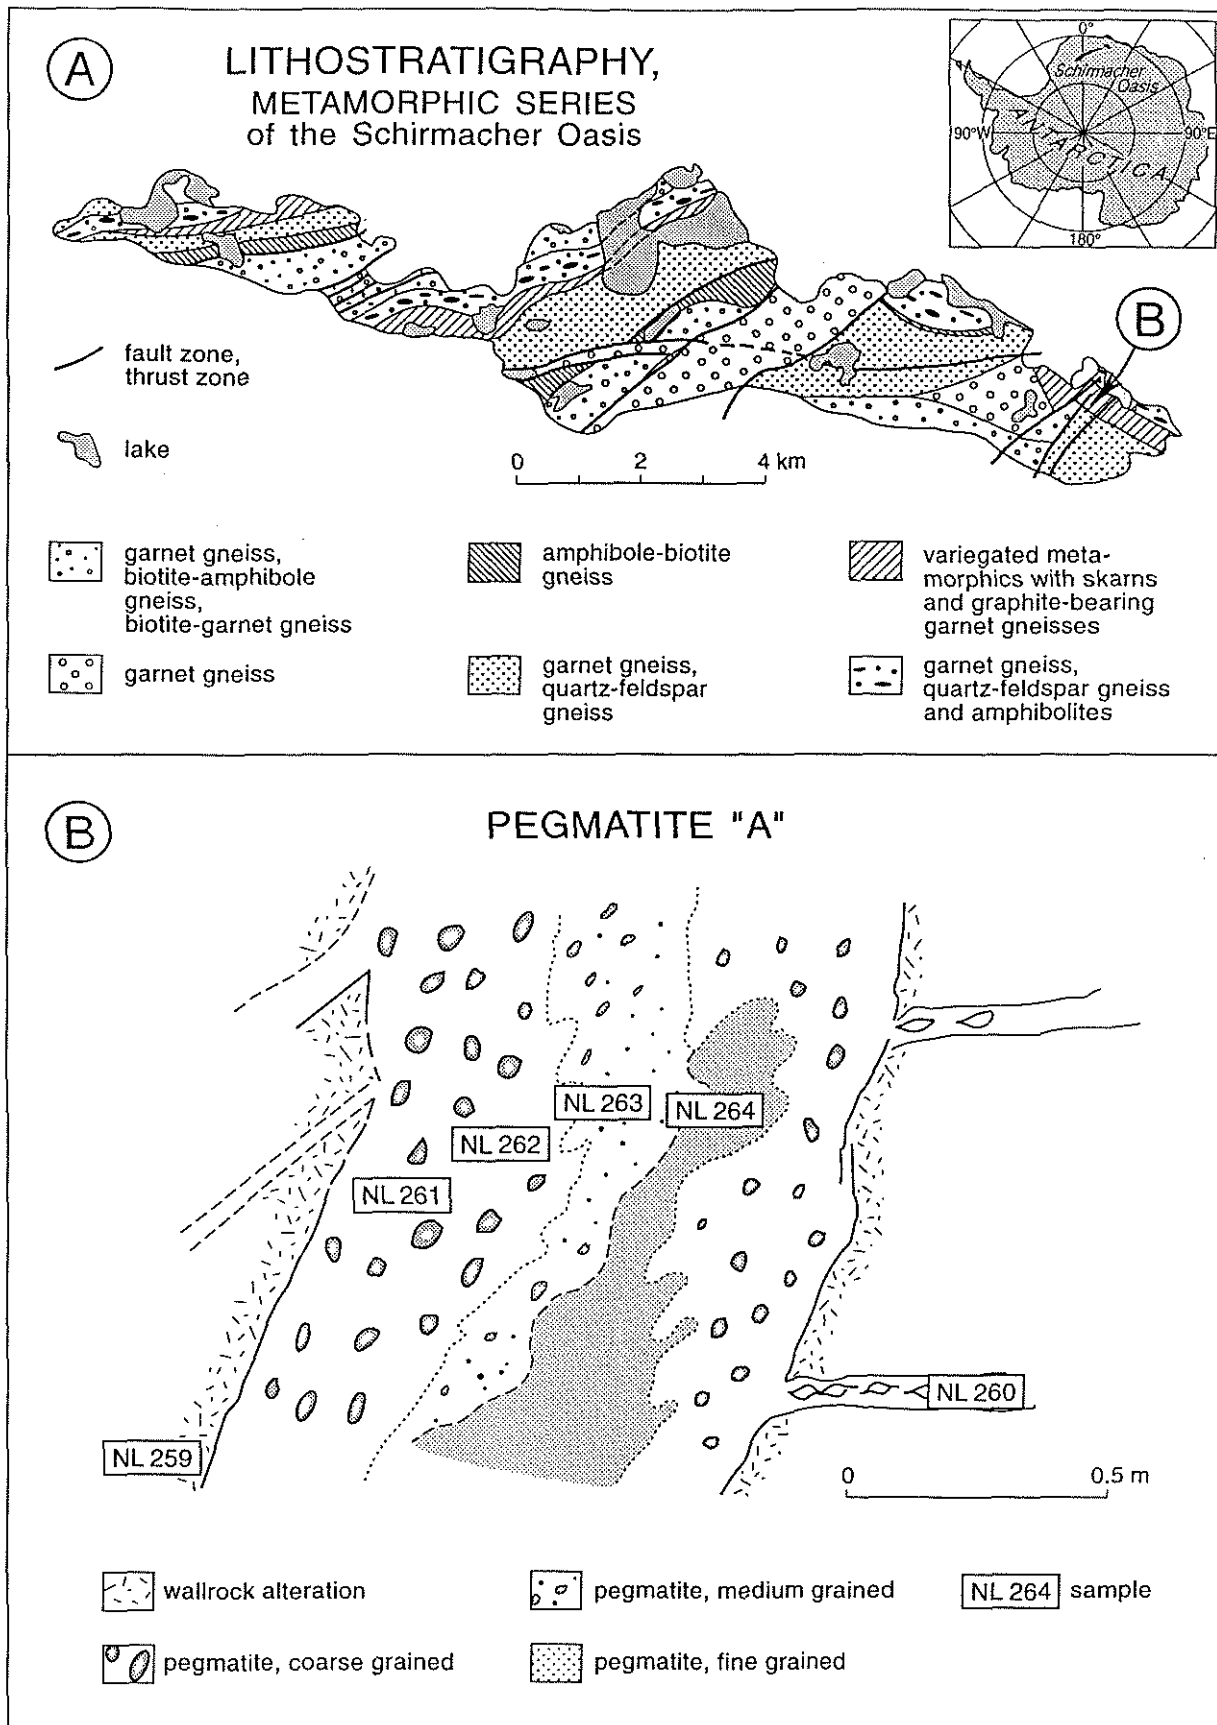 A
LITHOSTRATIGRAPHY,
METAMORPHIC SERIES
of the Schirmacher Oasis
0°
Schirmacher
Oasis
90°W
ANTARCTICA
90°E
180°
B
fault zone,
thrust zone
lake
0 2 4 km
garnet gneiss,
biotite-amphibole
gneiss,
biotite-garnet gneiss
amphibole-biotite
gneiss
variegated meta-
morphics with skarns
and graphite-bearing
garnet gneisses
garnet gneiss
garnet gneiss,
quartz-feldspar
gneiss
garnet gneiss,
quartz-feldspar gneiss
and amphibolites
B
PEGMATITE "A"
NL 263
NL 264
NL 262
NL 261
NL 260
NL 259
0 0.5 m
wallrock alteration
pegmatite, medium grained
NL 264 sample
pegmatite, coarse grained
pegmatite, fine grained